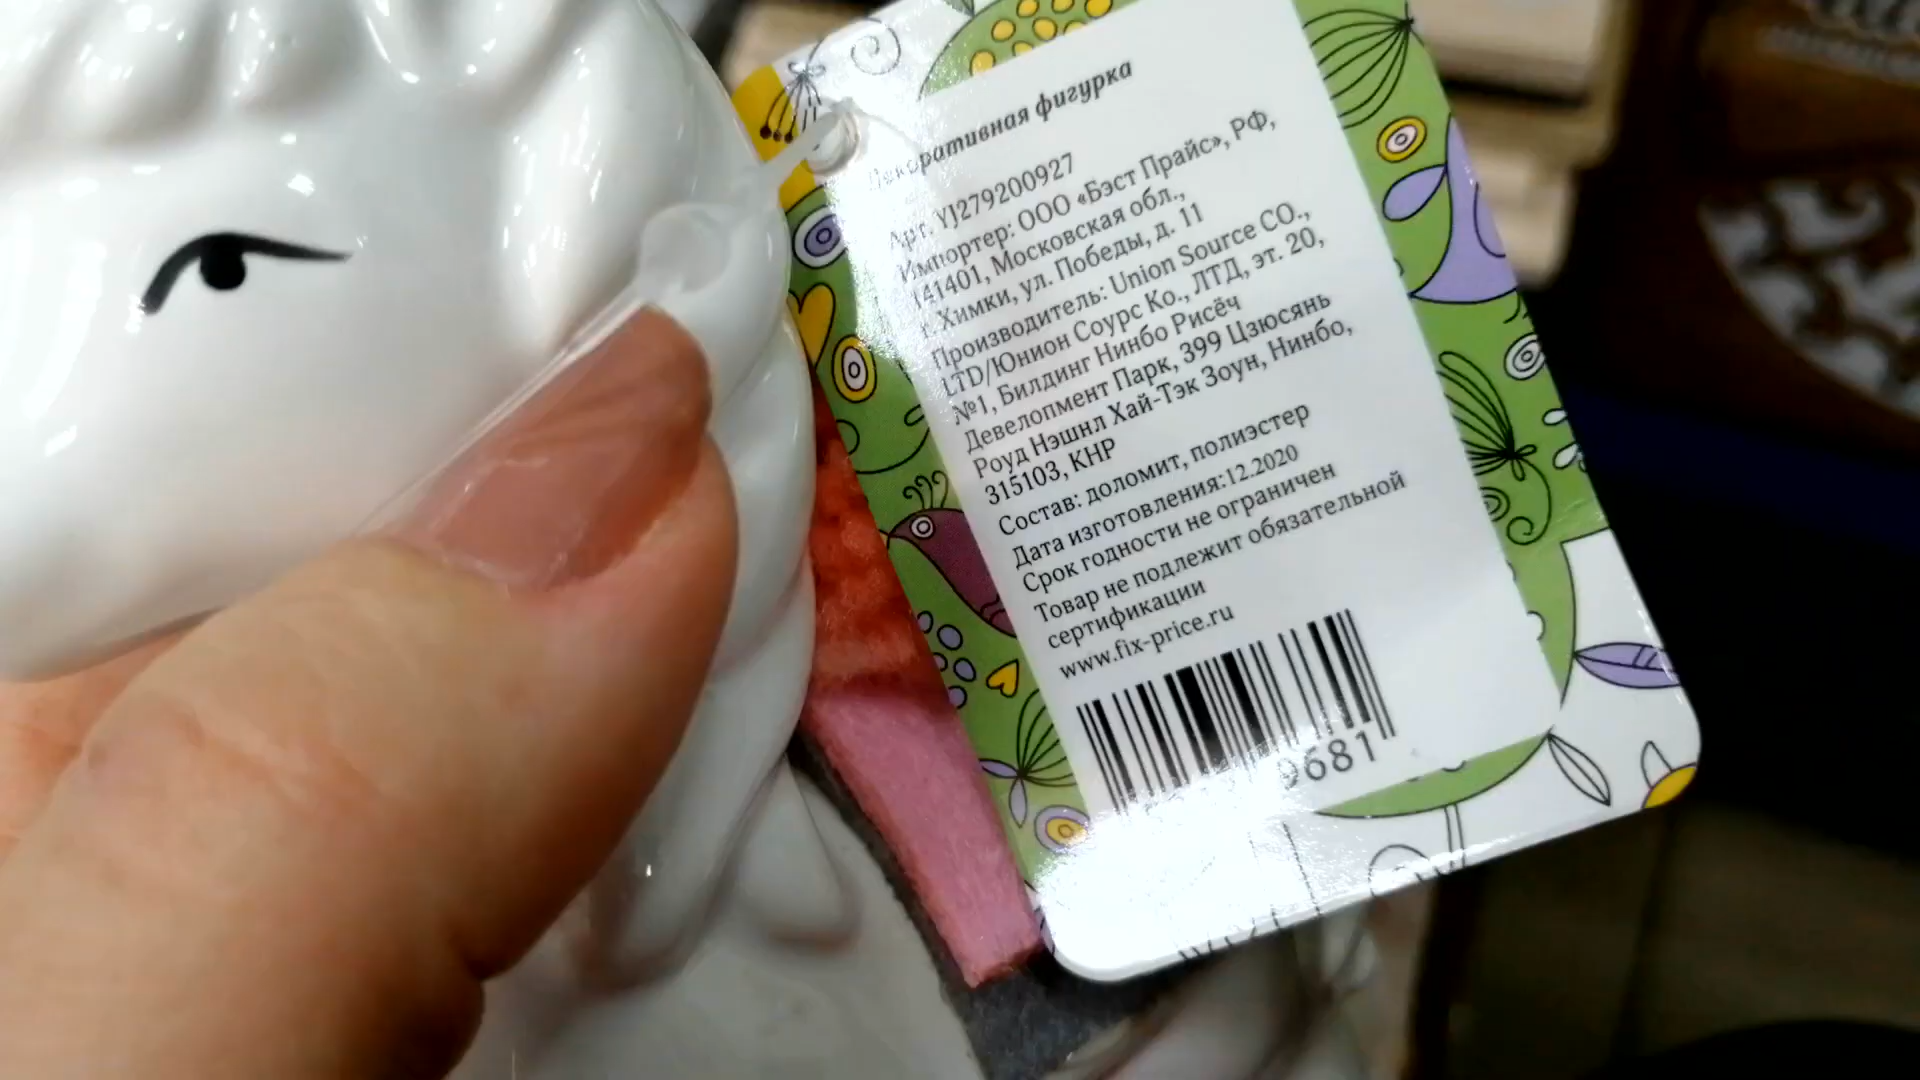 Декоративная фигурка
Арт. YJ279200927
Импортер: ООО «Бэст Прайс», РФ,
141401, Московская обл.,
г. Химки, ул. Победы, д. 11
Производитель: Union Source CO.,
LTD/Юнион Соурс Ко., ЛТД, эт. 20,
№1, Билдинг Нинбо Рисёч
Девелопмент Парк, 399 Цзюсянь
Роуд Нэшнл Хай-Тэк Зоун, Нинбо,
315103, КНР
Состав: доломит, полиэстер
Дата изготовления:12.2020
Срок годности не ограничен
Товар не подлежит обязательной
сертификации
www.fix-price.ru
9681